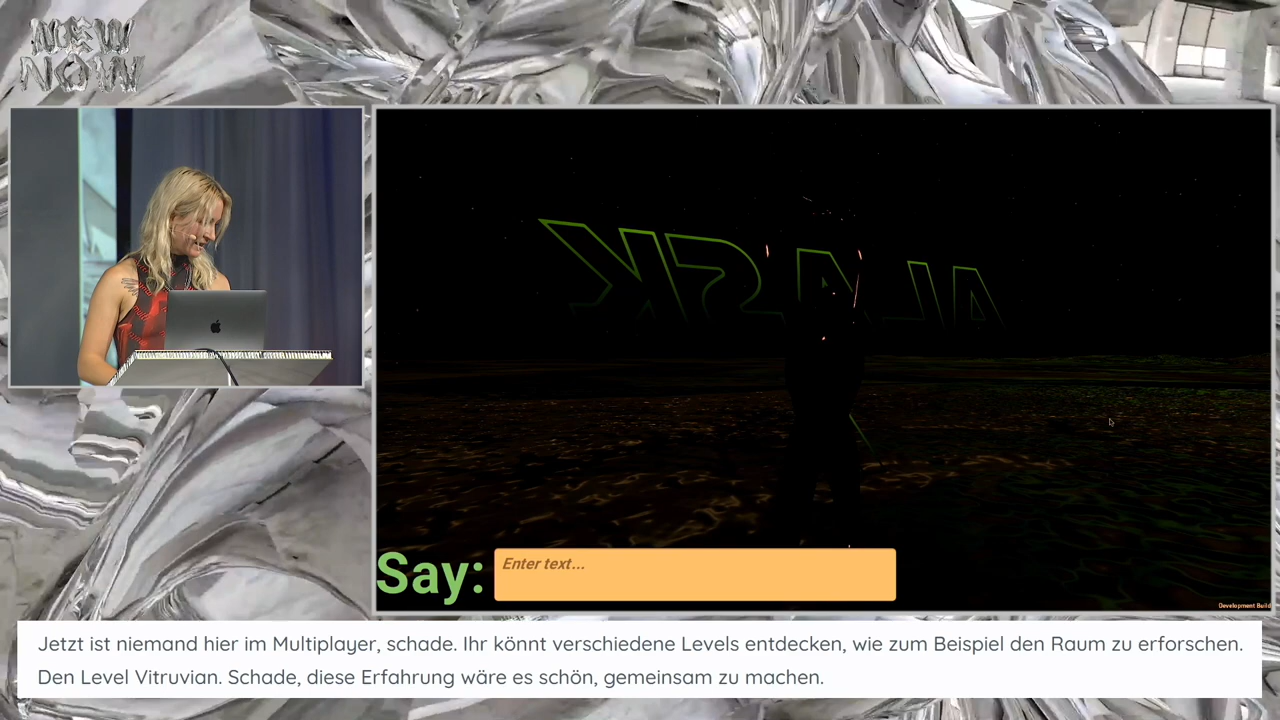 NEW
NOW
Say:
Enter text...
Development Build
Jetzt ist niemand hier im Multiplayer, schade. Ihr könnt verschiedene Levels entdecken, wie zum Beispiel den Raum zu erforschen.
Den Level Vitruvian. Schade, diese Erfahrung wäre es schön, gemeinsam zu machen.